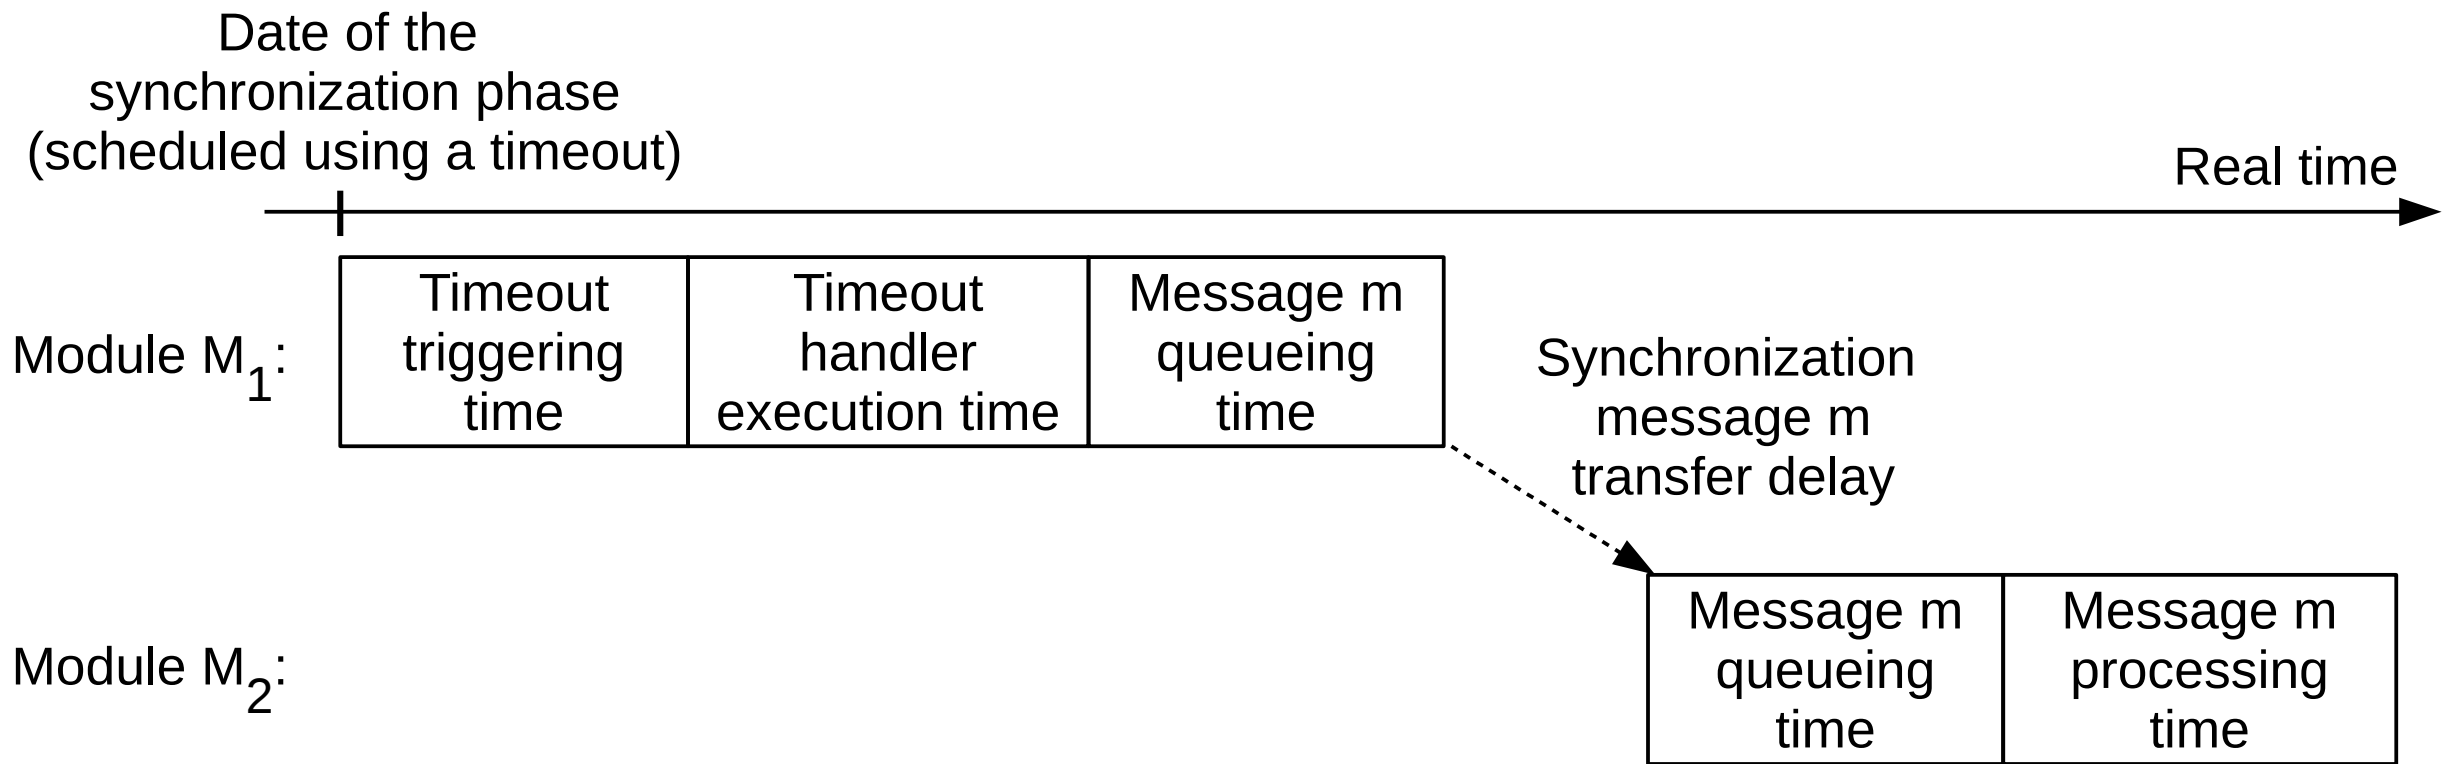 Date of the
synchronization phase
(scheduled using a timeout)
Real time
Module M1:
Timeout
triggering
time
Timeout
handler
execution time
Message m
queueing
time
Synchronization
message m
transfer delay
Module M2:
Message m
queueing
time
Message m
processing
time